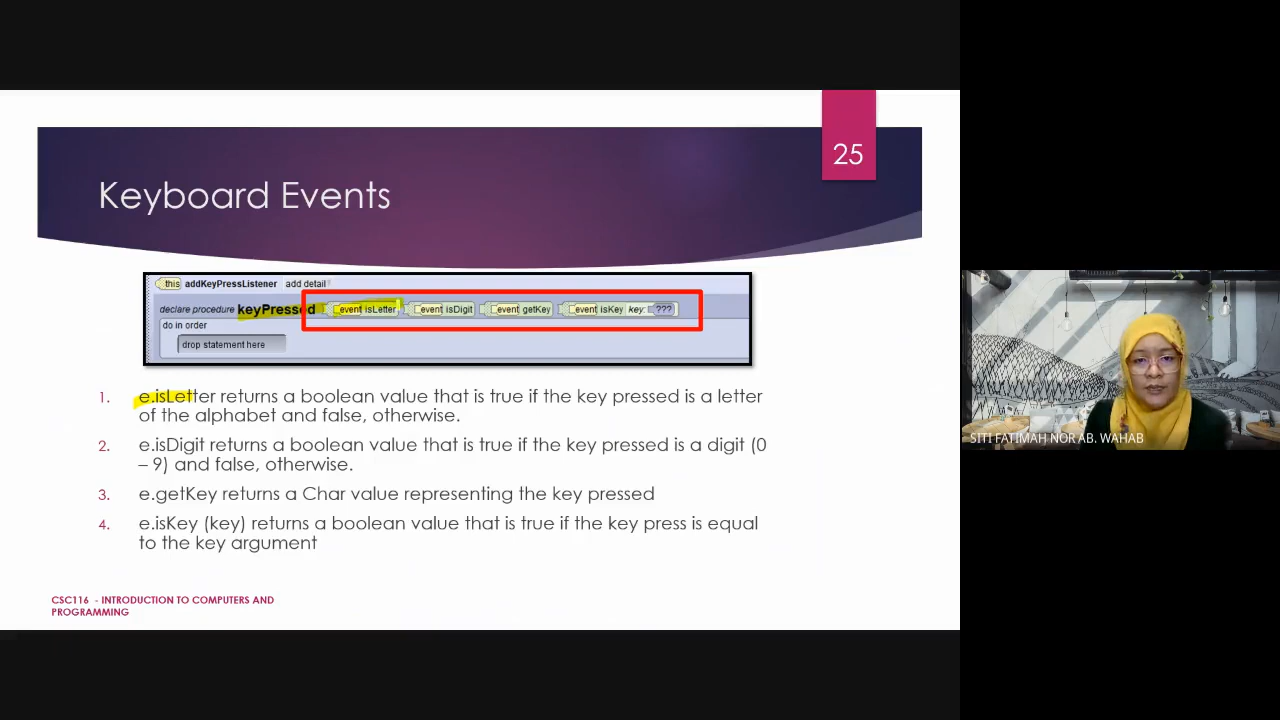 25
Keyboard Events
this addKeyPressListener add detail
declare procedure keyPressed event isLetter event isDigit event getKey event isKey key: ???
do in order
drop statement here
1. e.isLetter returns a boolean value that is true if the key pressed is a letter
of the alphabet and false, otherwise.
2. e.isDigit returns a boolean value that is true if the key pressed is a digit (0
– 9) and false, otherwise.
3. e.getKey returns a Char value representing the key pressed
4. e.isKey (key) returns a boolean value that is true if the key press is equal
to the key argument
CSC116 - INTRODUCTION TO COMPUTERS AND
PROGRAMMING
SITI FATIMAH NOR AB. WAHAB